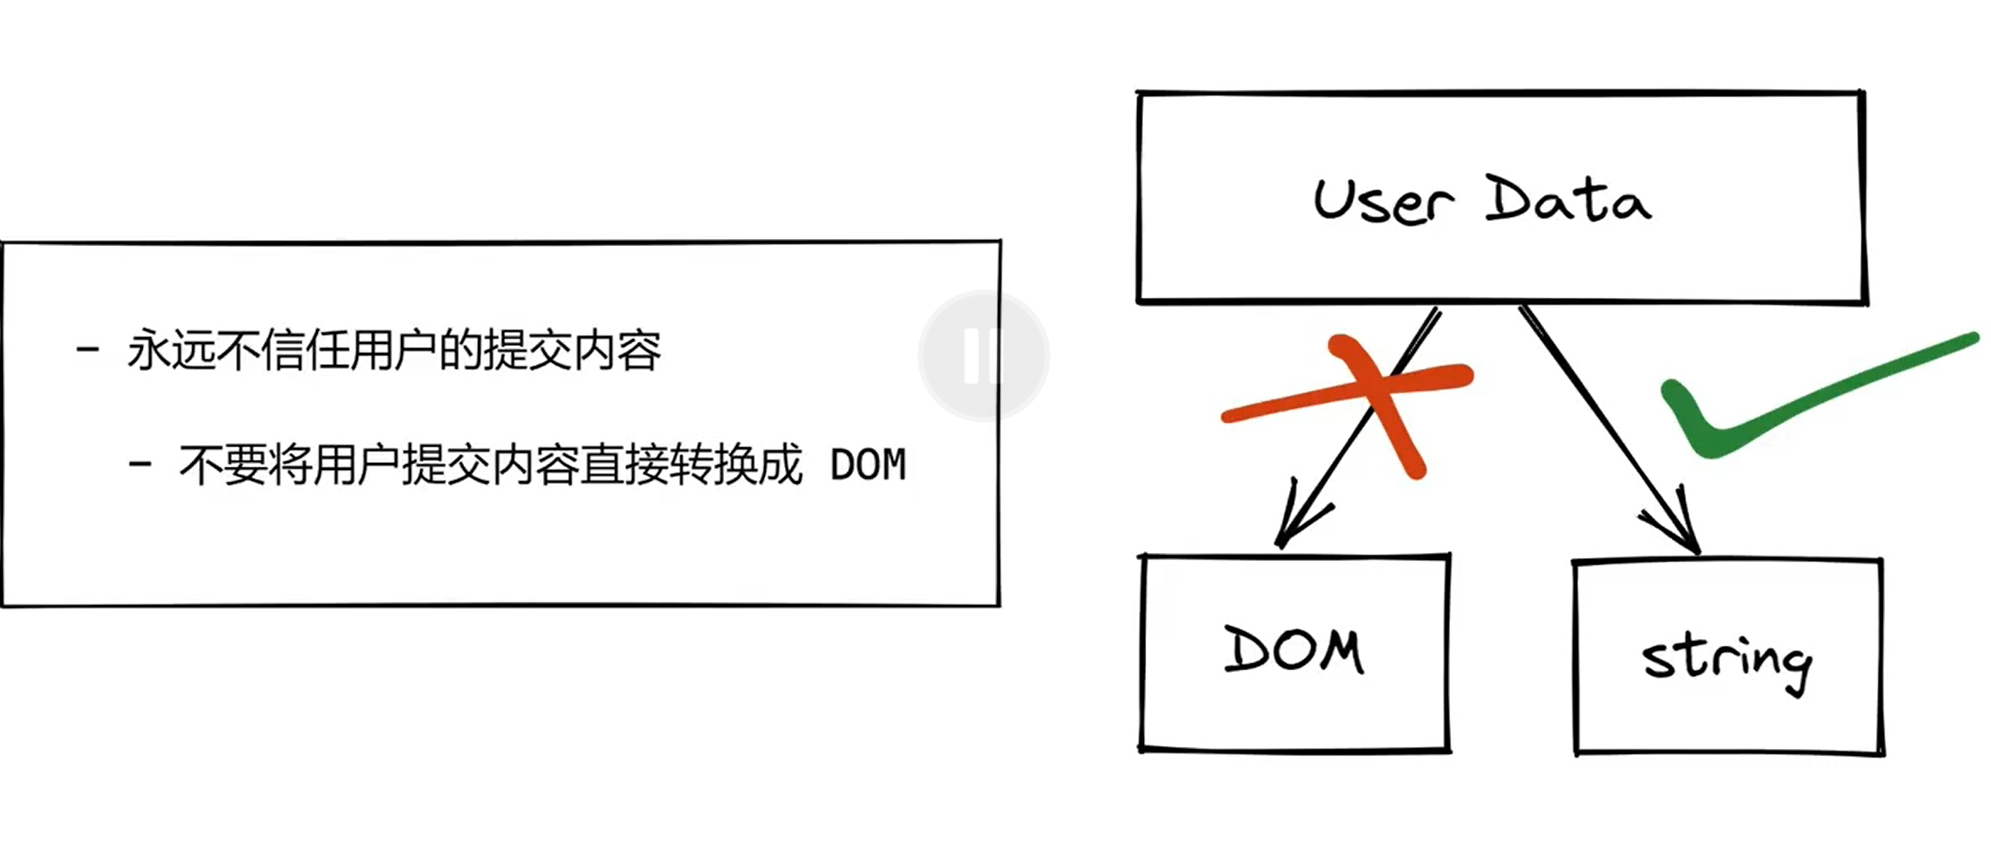 - 永远不信任用户的提交内容
- 不要将用户提交内容直接转换成 DOM
User Data
DOM
string